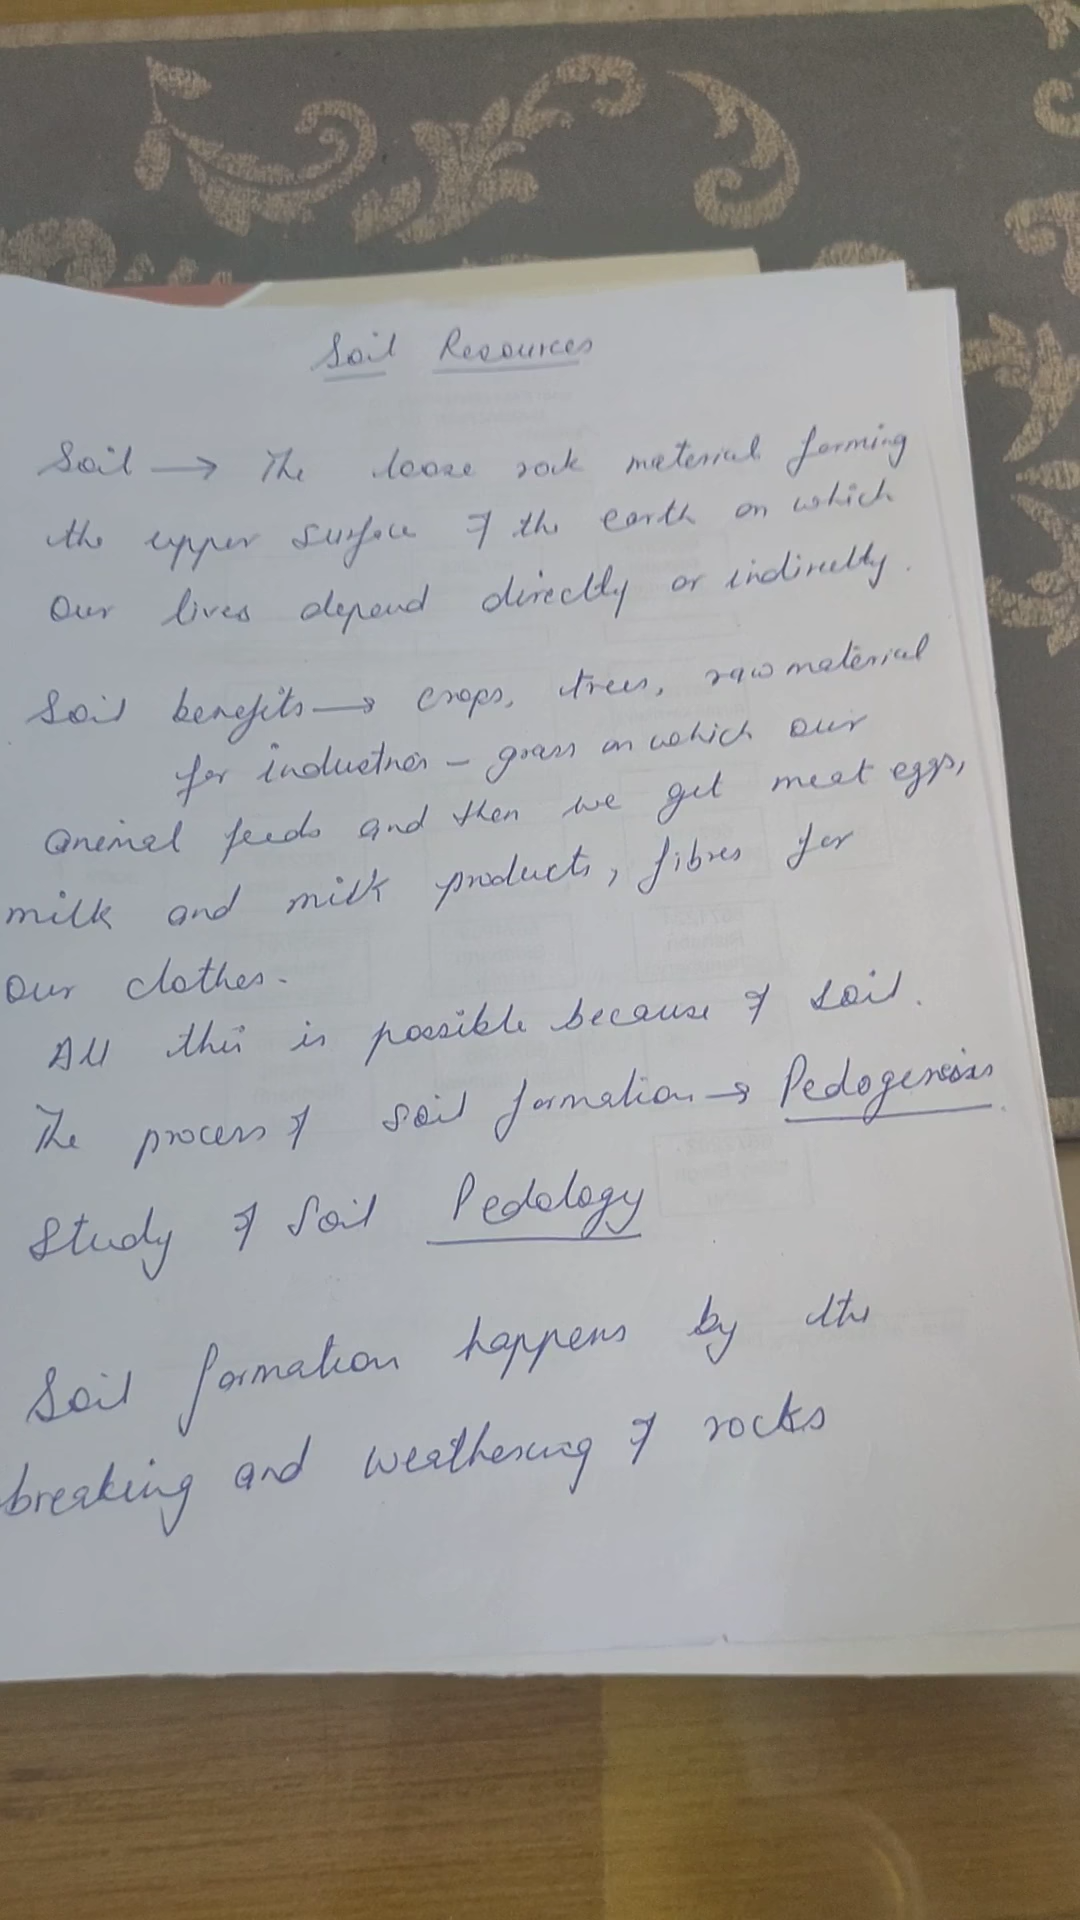 Soil Resources
Soil → The loose rock material forming
the upper surface of the earth on which
our lives depend directly or indirectly.
Soil benefits → crops, trees, raw material
for industries - grass on which our
animal feeds and then we get meat eggs,
milk and milk products, fibres for
our clothes.
All this is possible because of soil.
The process of soil formation → Pedogenesis.
Study of Soil Pedology
Soil formation happens by the
breaking and weathering of rocks